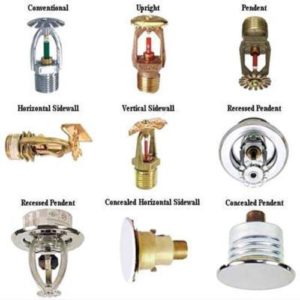 Conventional
Upright
Pendent
Horizontal Sidewall
Vertical Sidewall
Recessed Pendent
Recessed Pendent
Concealed Horizontal Sidewall
Concealed Pendent